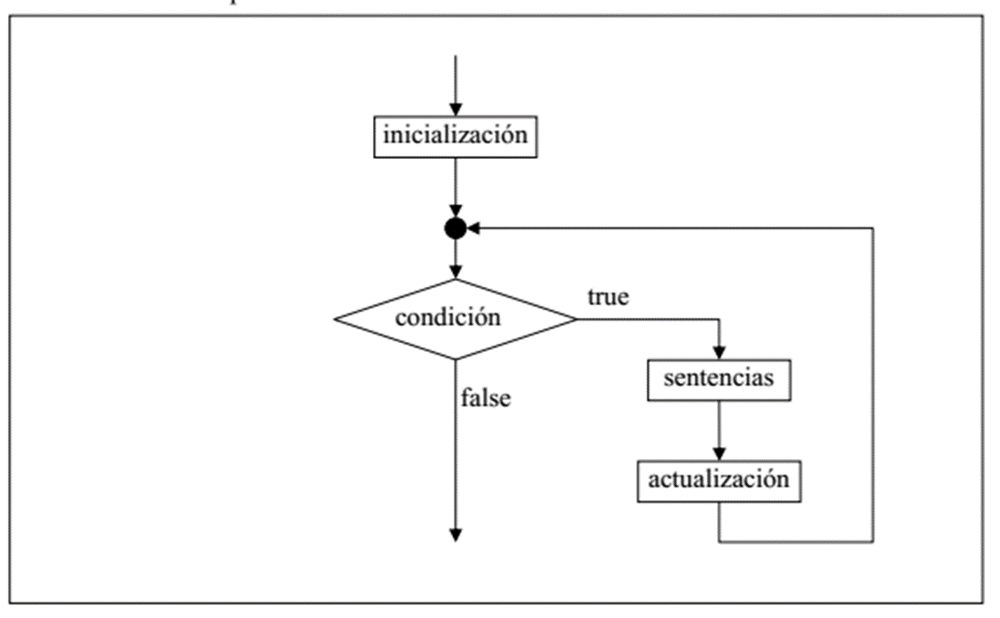 inicialización
condición
true
false
sentencias
actualización